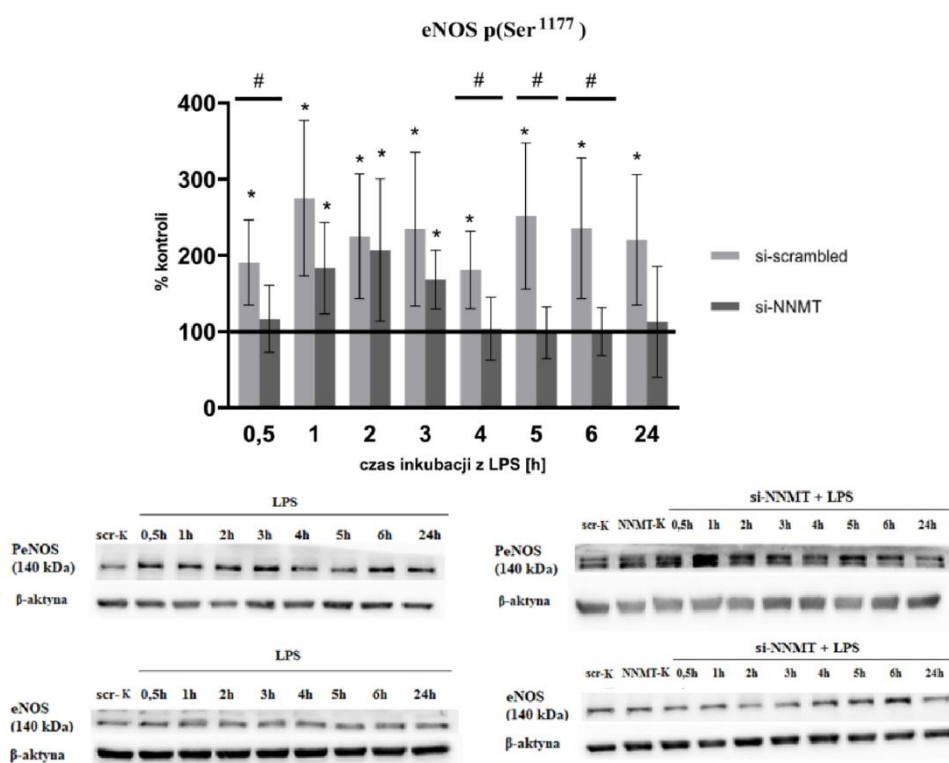 eNOS p(Ser1177)
# # # #
400
300
200
100
0
% kontroli
* * * * * * * * * * *
si-scrambled
si-NNMT
0,5 1 2 3 4 5 6 24
czas inkubacji z LPS [h]
LPS
scr-K 0,5h 1h 2h 3h 4h 5h 6h 24h
PeNOS
(140 kDa)
β-aktyna
LPS
scr- K 0,5h 1h 2h 3h 4h 5h 6h 24h
eNOS
(140 kDa)
β-aktyna
si-NNMT + LPS
scr-K NNMT-K 0,5h 1h 2h 3h 4h 5h 6h 24h
PeNOS
(140 kDa)
β-aktyna
si-NNMT + LPS
scr-K NNMT-K 0,5h 1h 2h 3h 4h 5h 6h 24h
eNOS
(140 kDa)
β-aktyna